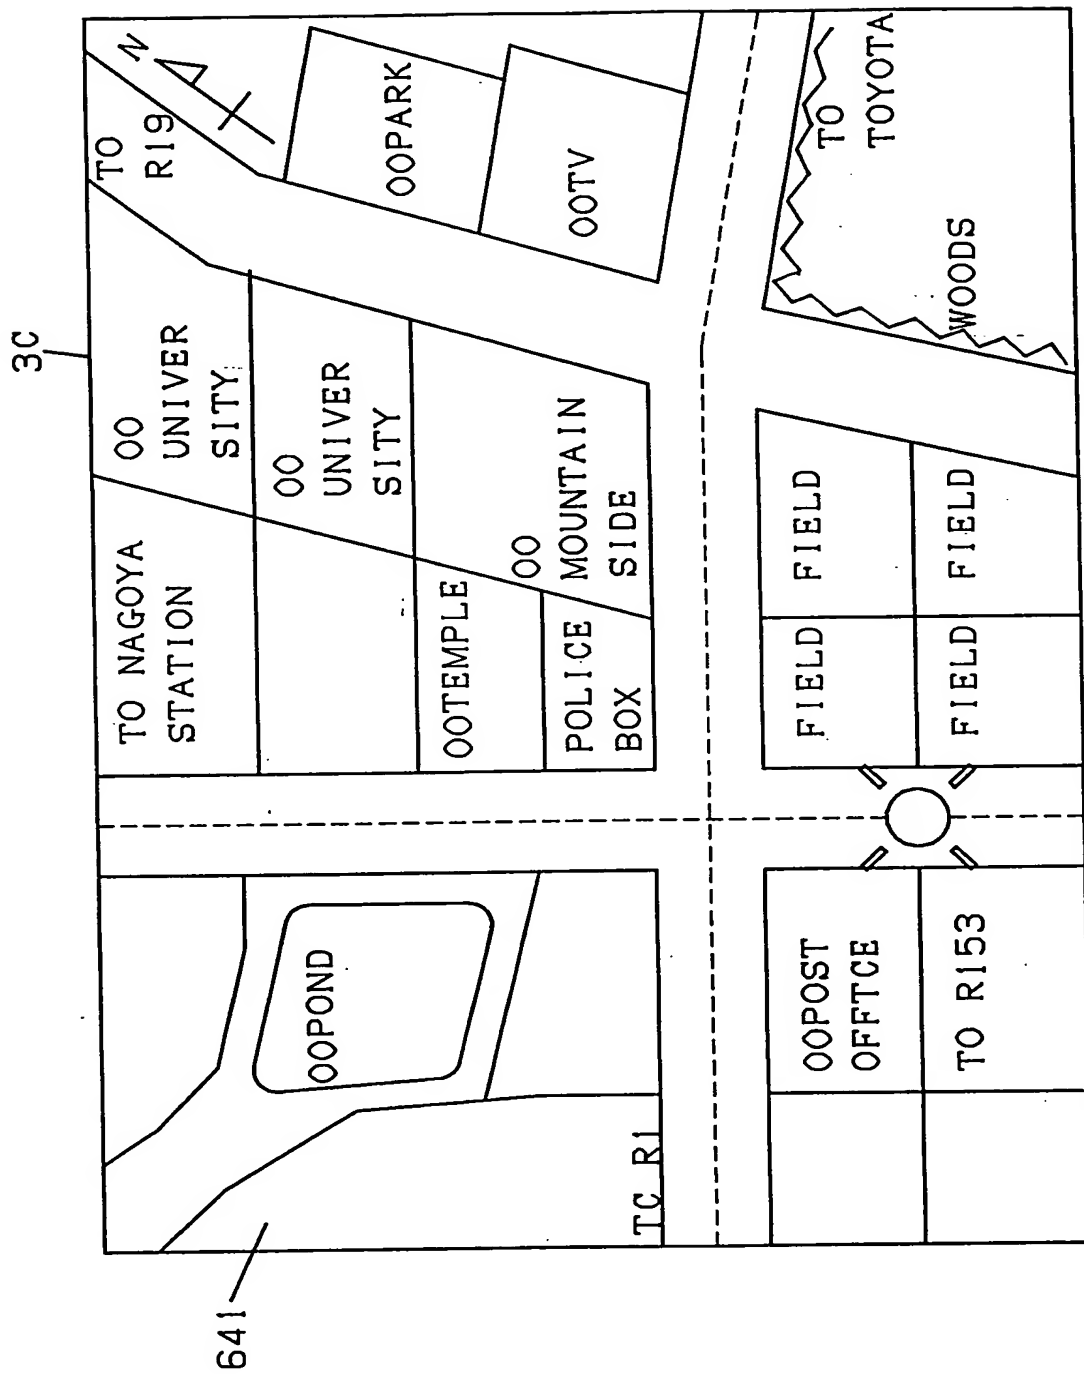 3C
641
TO
R19
N
OO
UNIVER
SITY
TO NAGOYA
STATION
OO
UNIVER
SITY
OOPARK
OOPOND
OOTEMPLE
OO
MOUNTAIN
SIDE
OOTV
POLICE
BOX
TC R1
OOPOST
OFFTCE
FIELD
FIELD
TO
TOYOTA
TO R153
FIELD
FIELD
WOODS